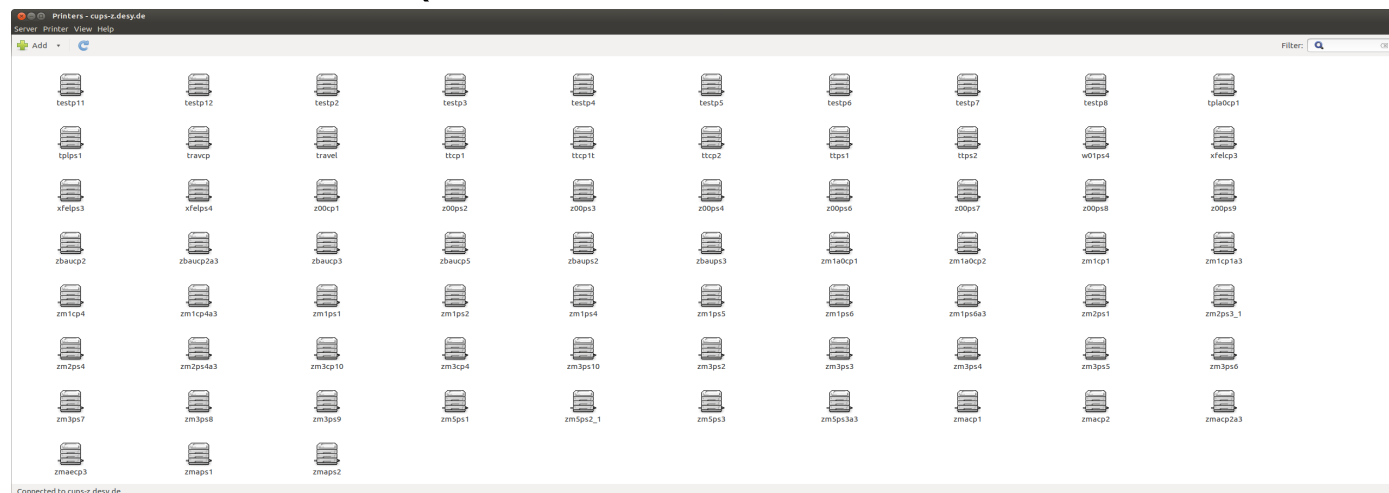 Printers - cups-z.desy.de
Server Printer View Help
Add Filter:
testp11 testp12 testp2 testp3 testp4 testp5 testp6 testp7 testp8 tpla0cp1
tplps1 travcp travel ttcp1 ttcp1t ttcp2 ttps1 ttps2 w01ps4 xfelcp3
xfelps3 xfelps4 z00cp1 z00ps2 z00ps3 z00ps4 z00ps6 z00ps7 z00ps8 z00ps9
zbaucp2 zbaucp2a3 zbaucp3 zbaucp5 zbaups2 zbaups3 zm1a0cp1 zm1a0cp2 zm1cp1 zm1cp1a3
zm1cp4 zm1cp4a3 zm1ps1 zm1ps2 zm1ps4 zm1ps5 zm1ps6 zm1ps6a3 zm2ps1 zm2ps3_1
zm2ps4 zm2ps4a3 zm3cp10 zm3cp4 zm3ps10 zm3ps2 zm3ps3 zm3ps4 zm3ps5 zm3ps6
zm3ps7 zm3ps8 zm3ps9 zm5ps1 zm5ps2_1 zm5ps3 zm5ps3a3 zmacp1 zmacp2 zmacp2a3
zmaecp3 zmaps1 zmaps2
Connected to cups-z.desy.de